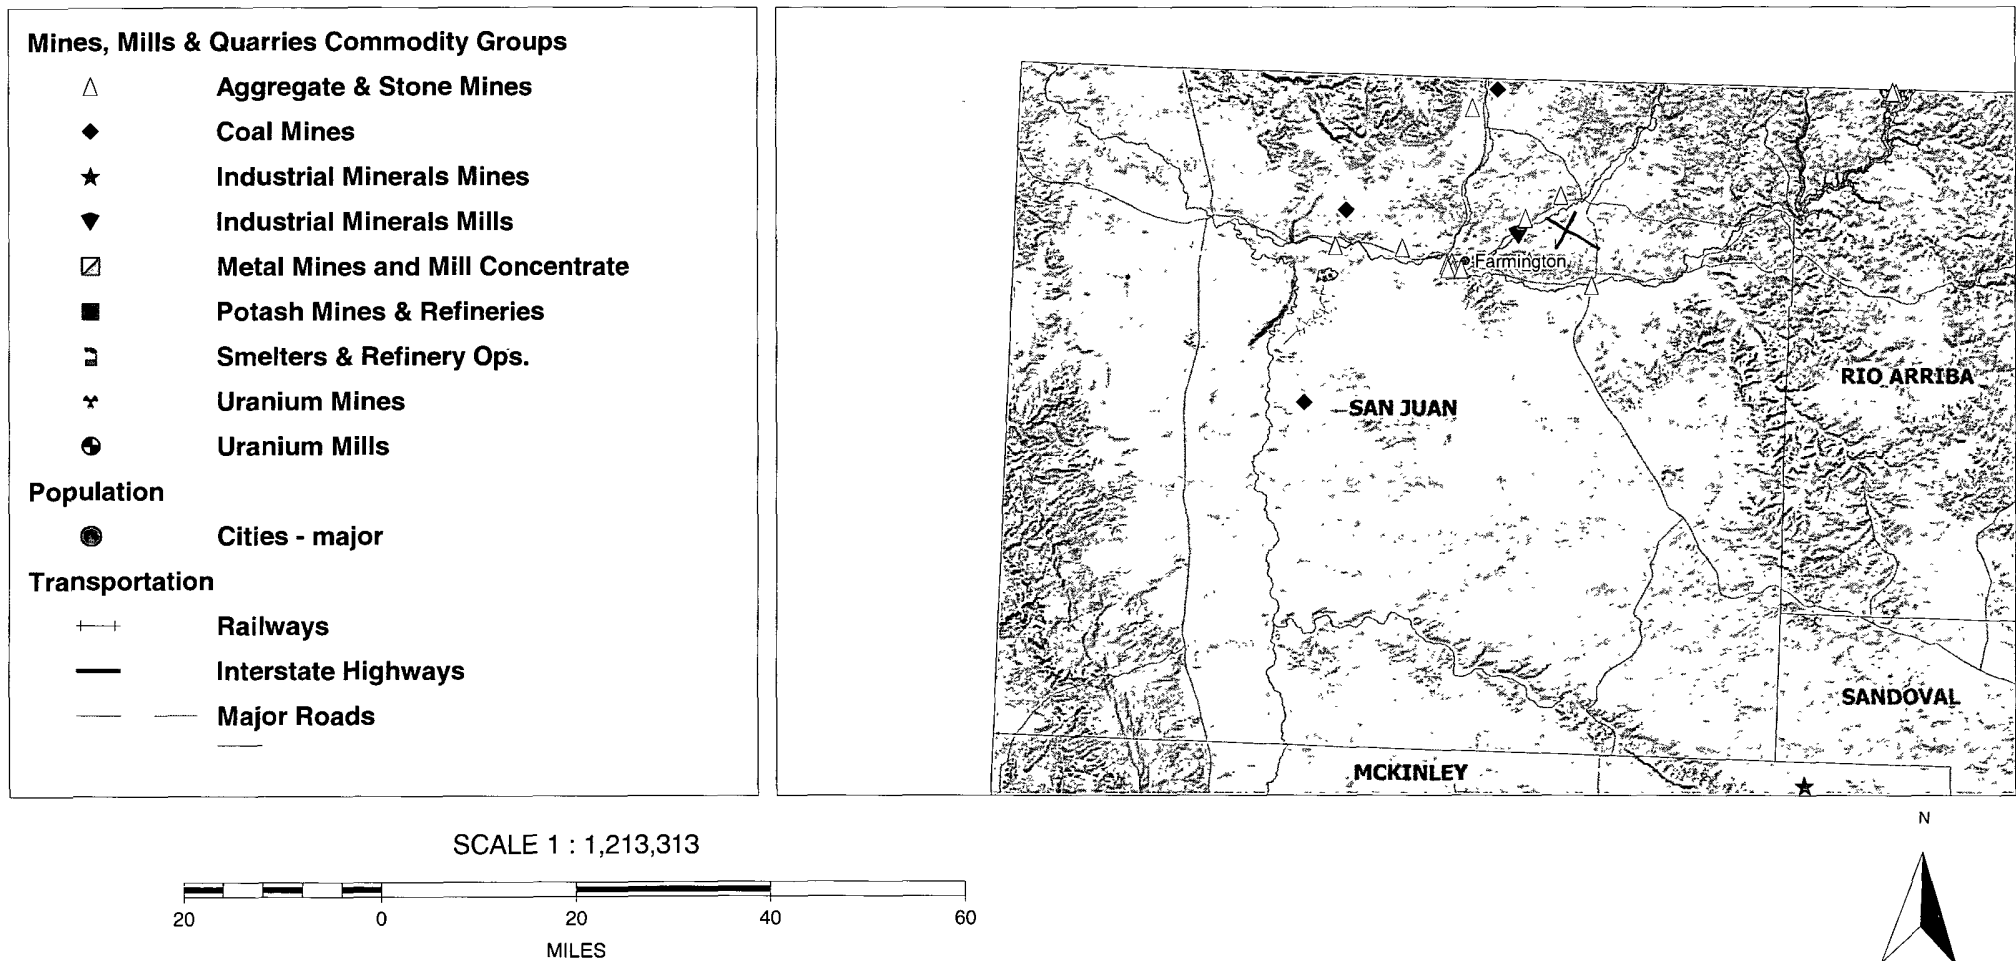 Mines, Mills & Quarries Commodity Groups
Aggregate & Stone Mines
Coal Mines
Industrial Minerals Mines
Industrial Minerals Mills
Metal Mines and Mill Concentrate
Potash Mines & Refineries
Smelters & Refinery Ops.
Uranium Mines
Uranium Mills
Population
Cities - major
Transportation
Railways
Interstate Highways
Major Roads
Farmington
RIO ARRIBA
SAN JUAN
SANDOVAL
MCKINLEY
SCALE 1 : 1,213,313
20 0 20 40 60
MILES
N